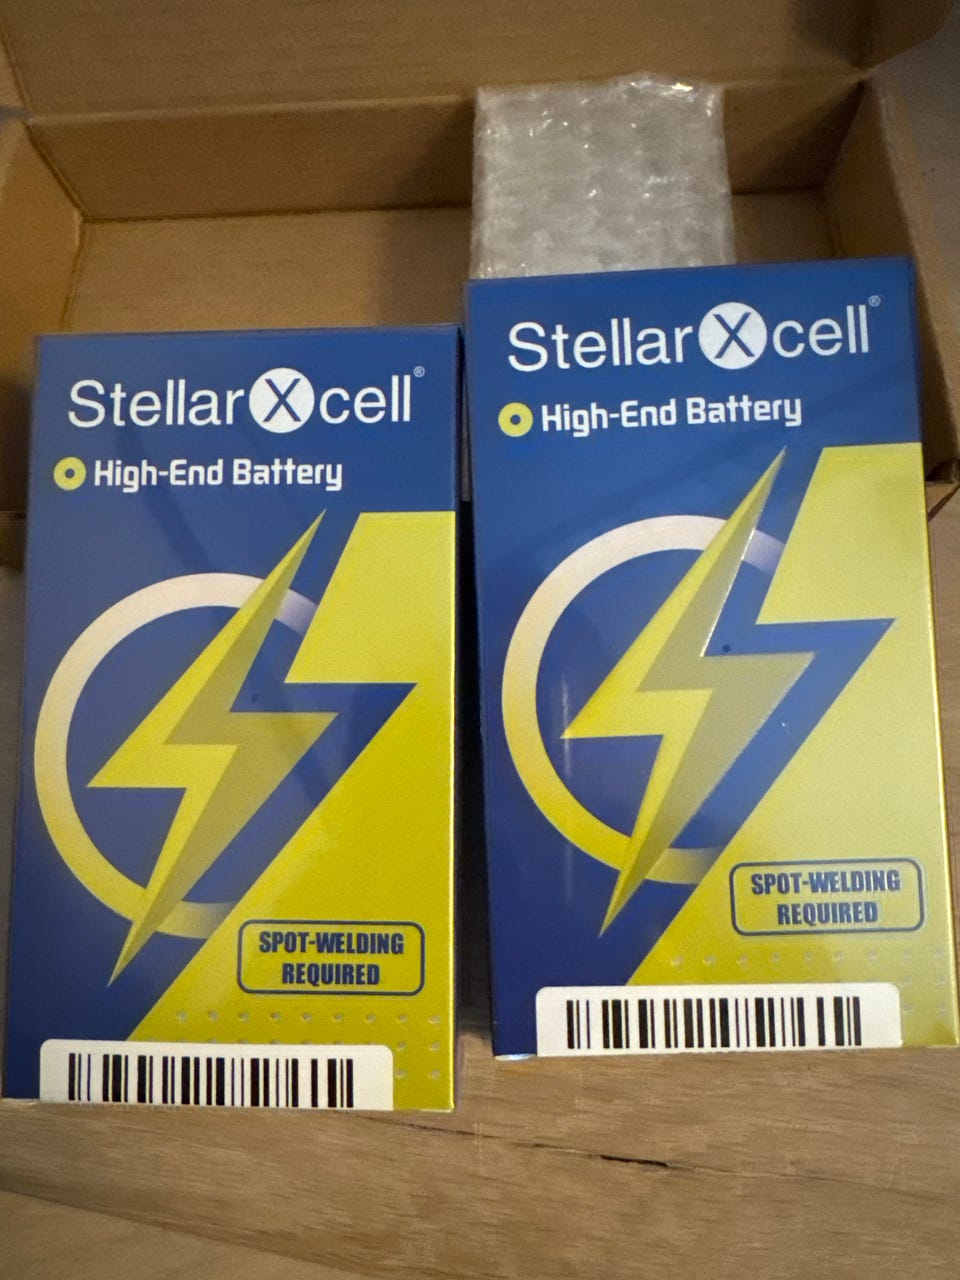 StellarXcell®
High-End Battery
SPOT-WELDING
REQUIRED
StellarXcell®
High-End Battery
SPOT-WELDING
REQUIRED